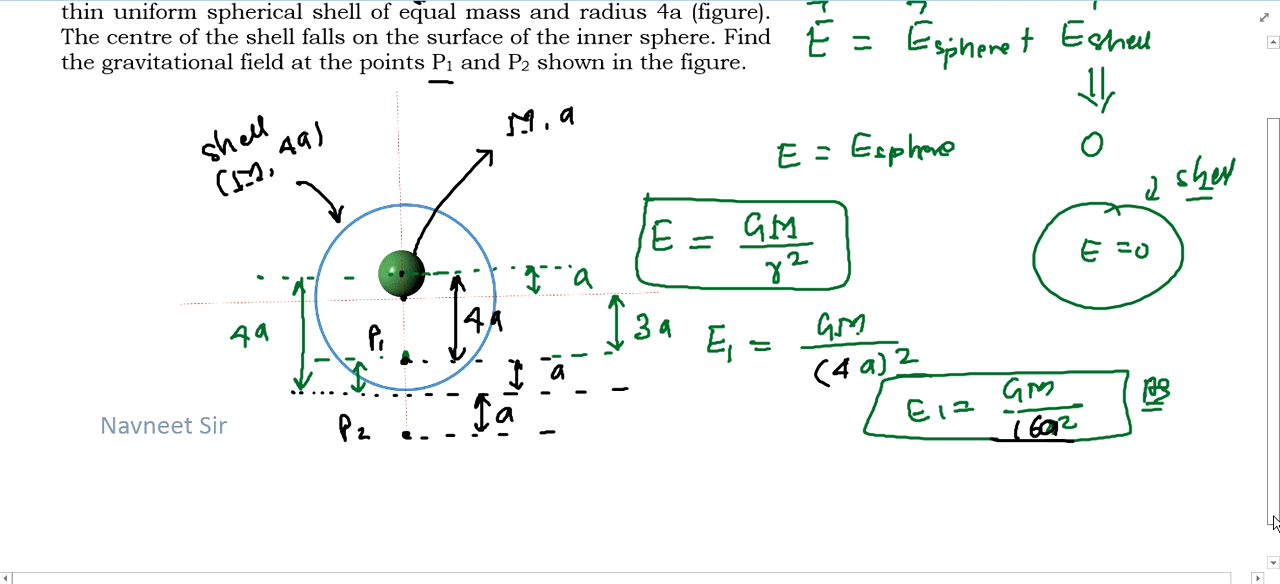 thin uniform spherical shell of equal mass and radius 4a (figure).
The centre of the shell falls on the surface of the inner sphere. Find
the gravitational field at the points P₁ and P₂ shown in the figure.
E = Esphere + Eshell
⇓
0
E = Esphere
shell
(M, 4a)
M, a
shell
E = 0
E = GM / r²
a
4a
4a
3a
P₁
a
P₂
a
E₁ = GM / (4a)²
E₁ = GM / 16a²
Navneet Sir